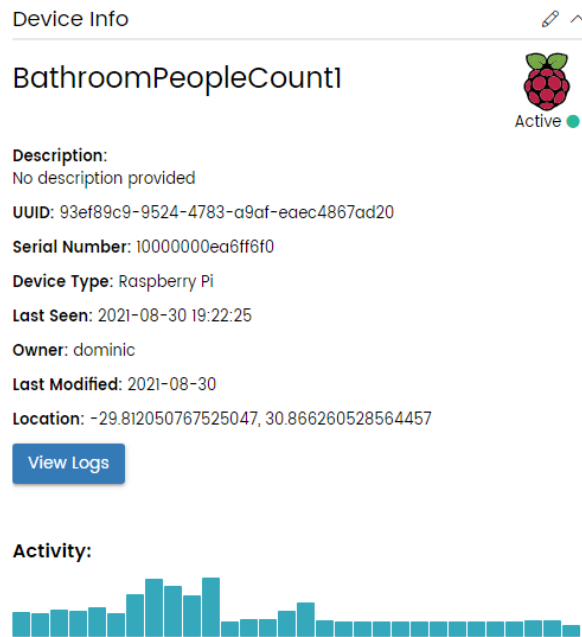 Device Info
BathroomPeopleCount1
Active
Description:
No description provided
UUID: 93ef89c9-9524-4783-a9af-eaec4867ad20
Serial Number: 10000000ea6ff6f0
Device Type: Raspberry Pi
Last Seen: 2021-08-30 19:22:25
Owner: dominic
Last Modified: 2021-08-30
Location: -29.812050767525047, 30.866260528564457
View Logs
Activity: